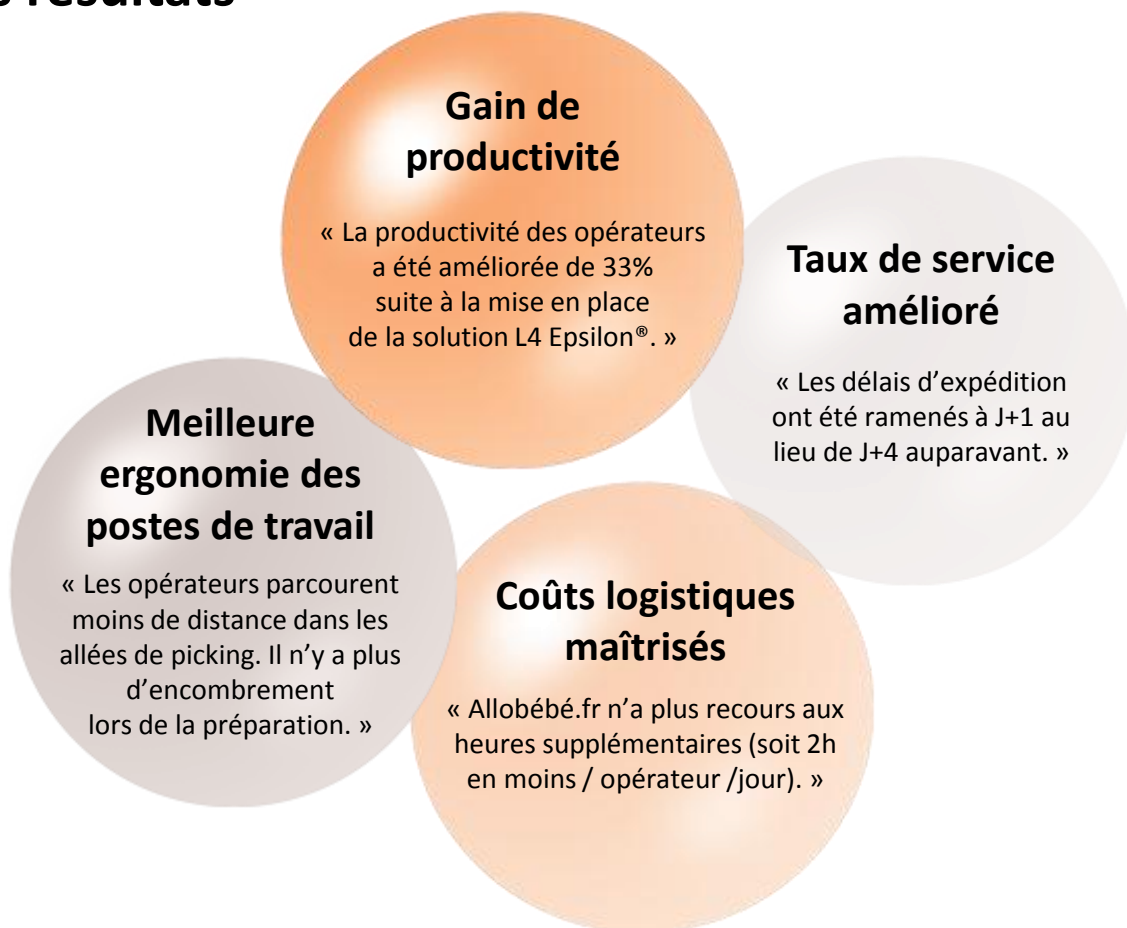 résultats
Gain de
productivité
« La productivité des opérateurs
a été améliorée de 33%
suite à la mise en place
de la solution L4 Epsilon®. »
Taux de service
amélioré
« Les délais d’expédition
ont été ramenés à J+1 au
lieu de J+4 auparavant. »
Meilleure
ergonomie des
postes de travail
« Les opérateurs parcourent
moins de distance dans les
allées de picking. Il n’y a plus
d’encombrement
lors de la préparation. »
Coûts logistiques
maîtrisés
« Allobébé.fr n’a plus recours aux
heures supplémentaires (soit 2h
en moins / opérateur /jour). »